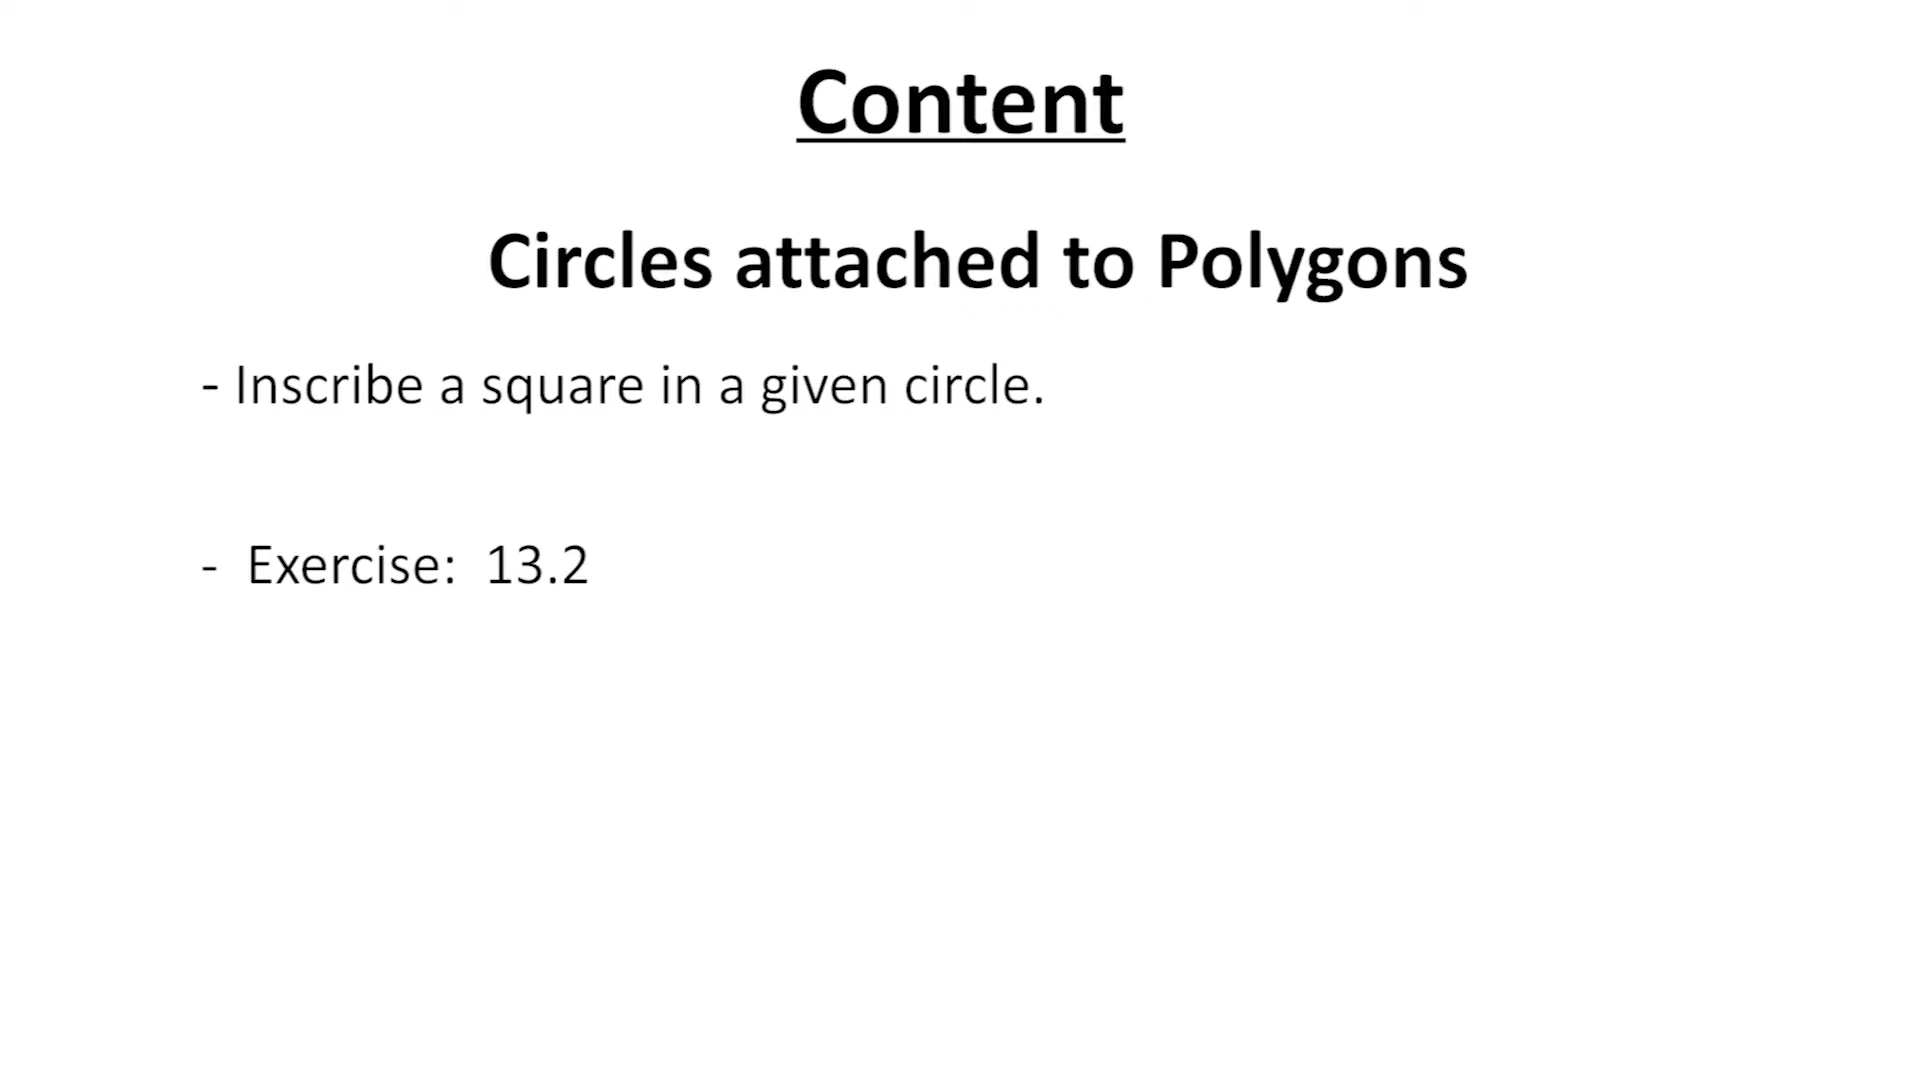 Content
Circles attached to Polygons
- Inscribe a square in a given circle.
- Exercise: 13.2